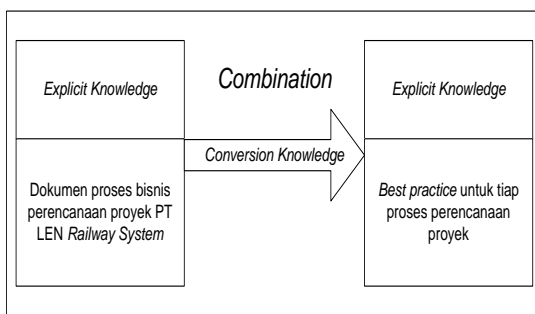 Explicit Knowledge
Dokumen proses bisnis
perencanaan proyek PT
LEN Railway System
Combination
Conversion Knowledge
Explicit Knowledge
Best practice untuk tiap
proses perencanaan
proyek